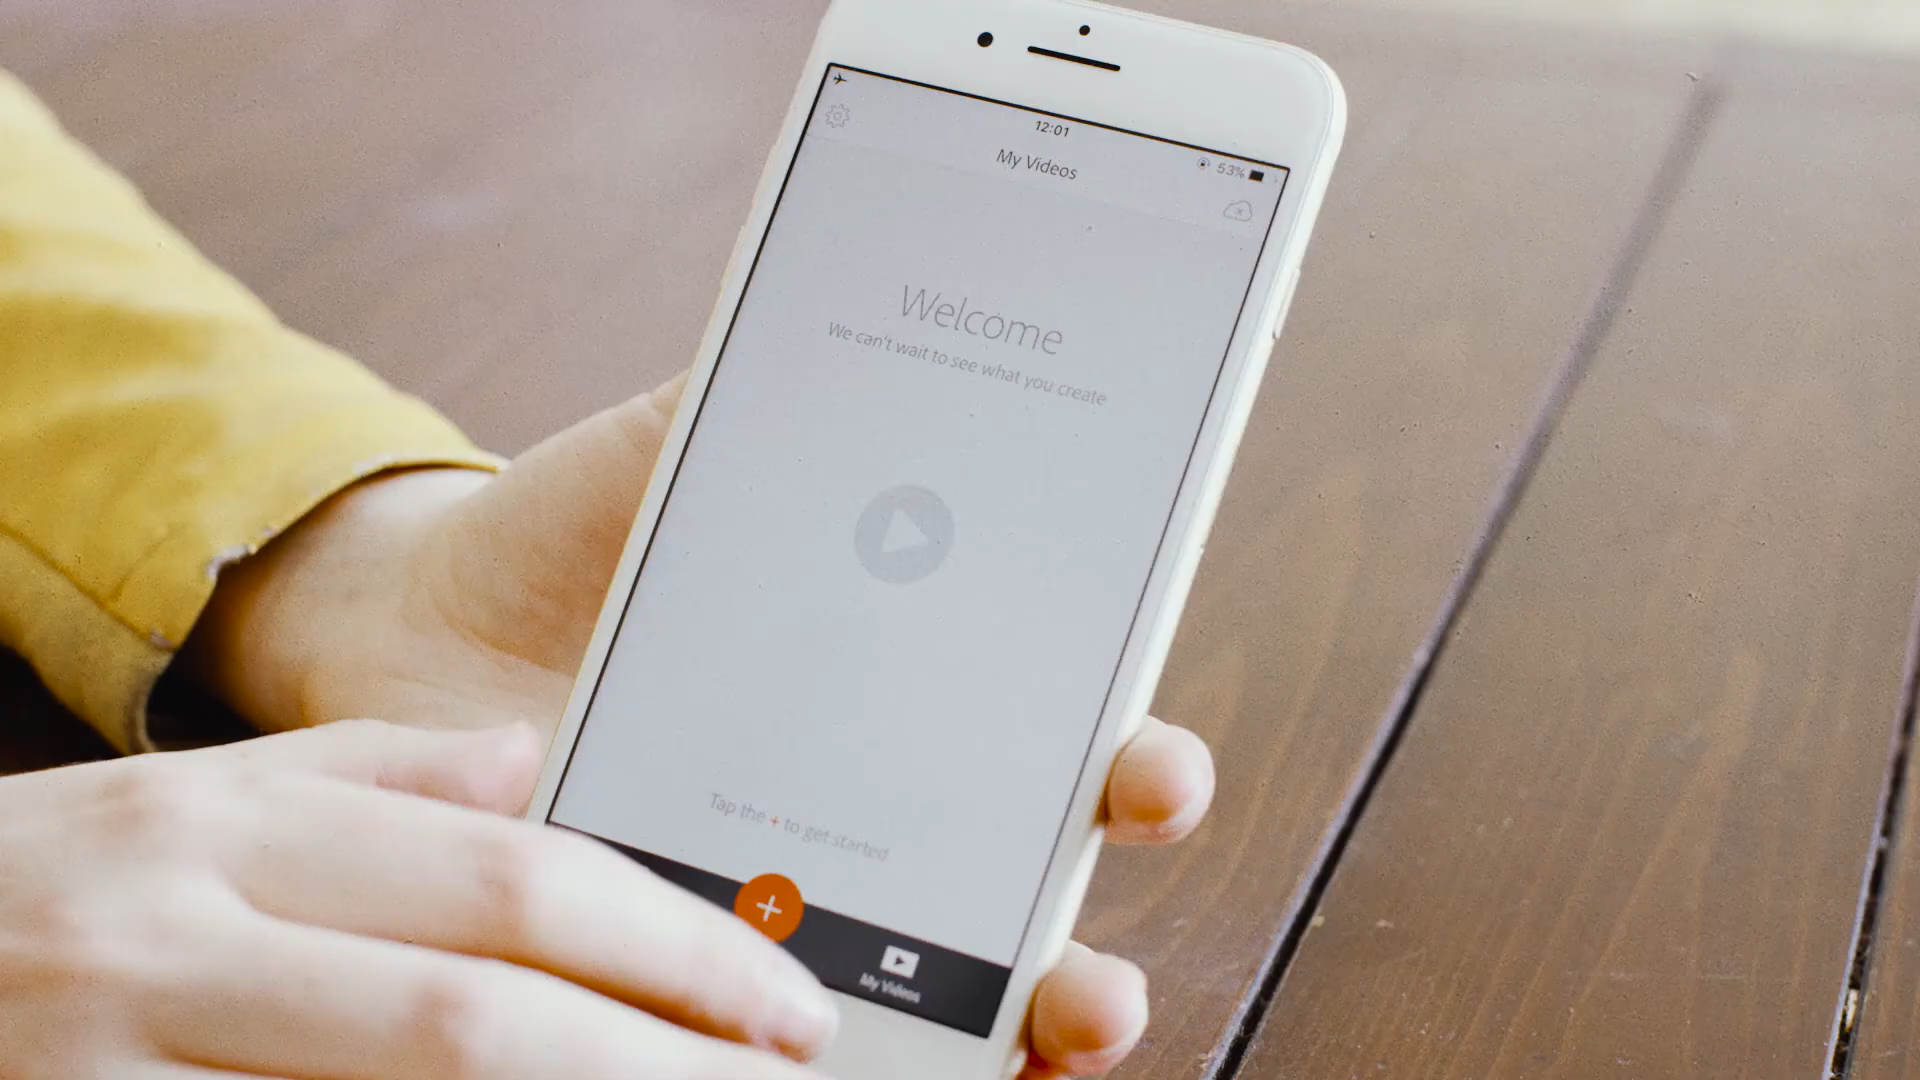 12:01
53%
My Videos
Welcome
We can't wait to see what you create
Tap the + to get started
My Videos